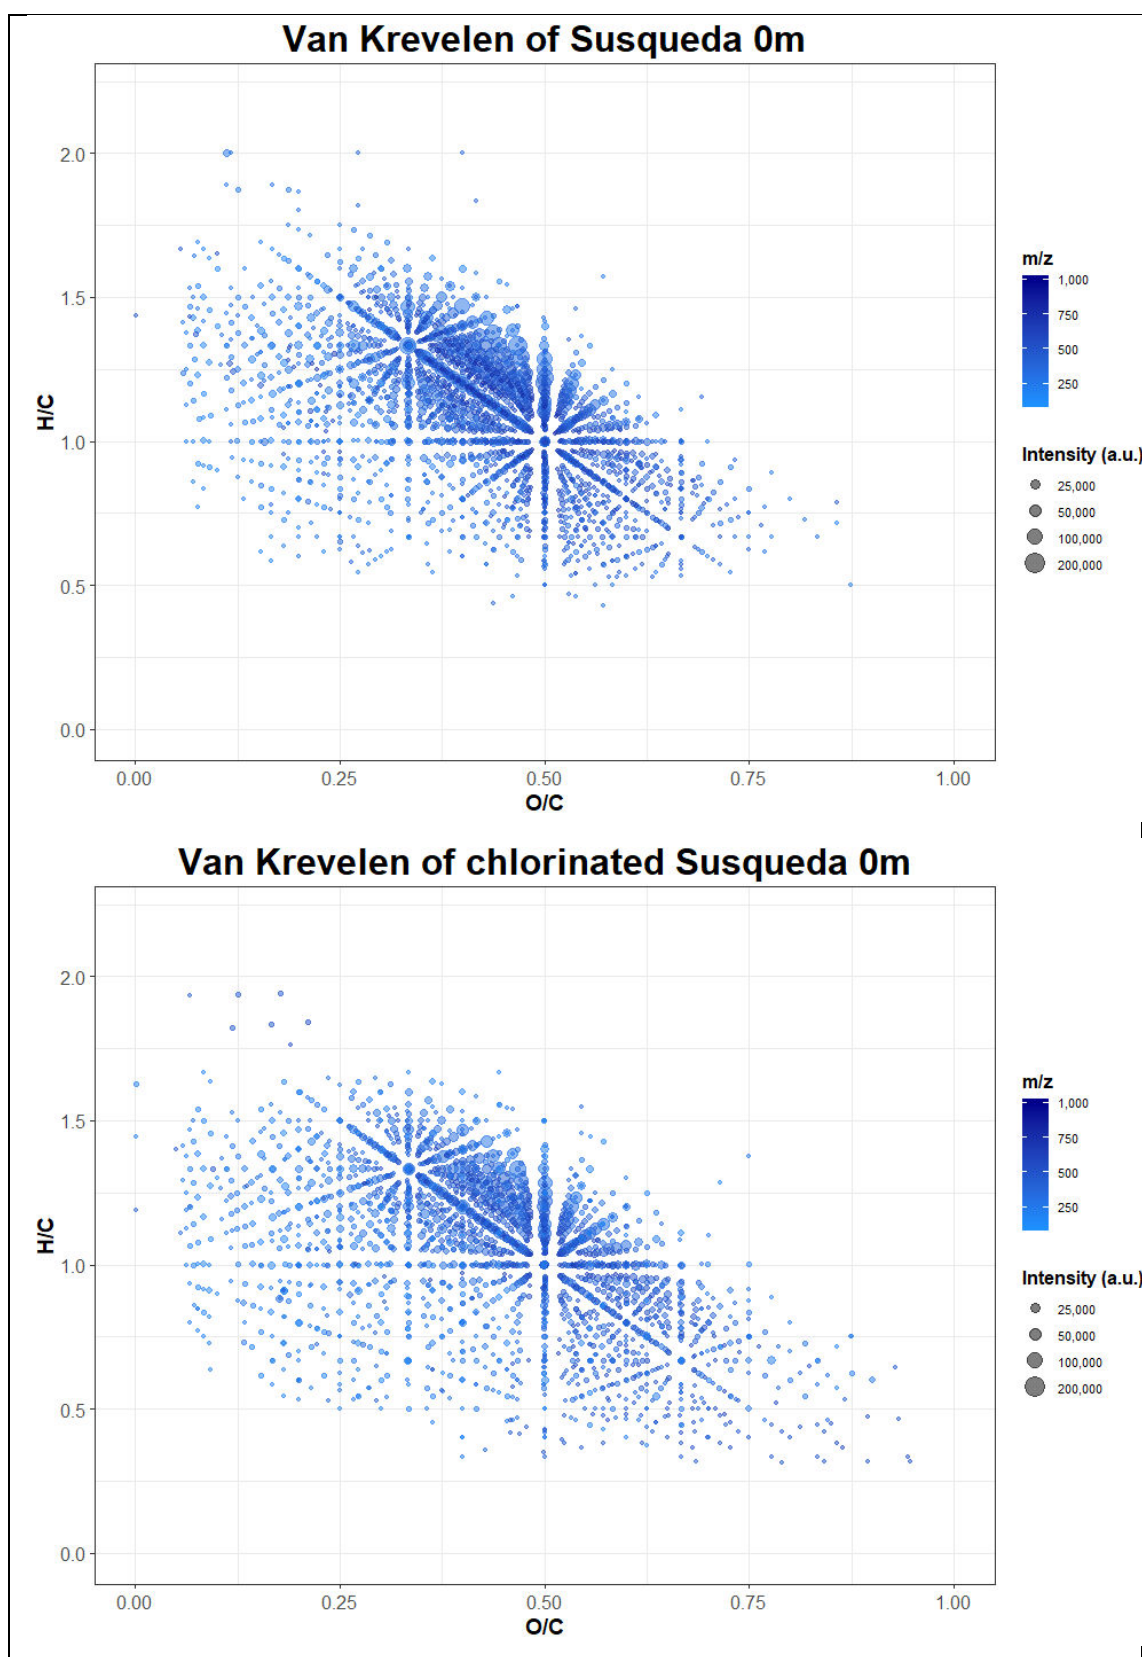 Van Krevelen of Susqueda 0m
2.0
1.5
1.0
0.5
0.0
H/C
0.00 0.25 0.50 0.75 1.00
O/C
m/z
1,000
750
500
250
Intensity (a.u.)
25,000
50,000
100,000
200,000
Van Krevelen of chlorinated Susqueda 0m
2.0
1.5
1.0
0.5
0.0
H/C
0.00 0.25 0.50 0.75 1.00
O/C
m/z
1,000
750
500
250
Intensity (a.u.)
25,000
50,000
100,000
200,000